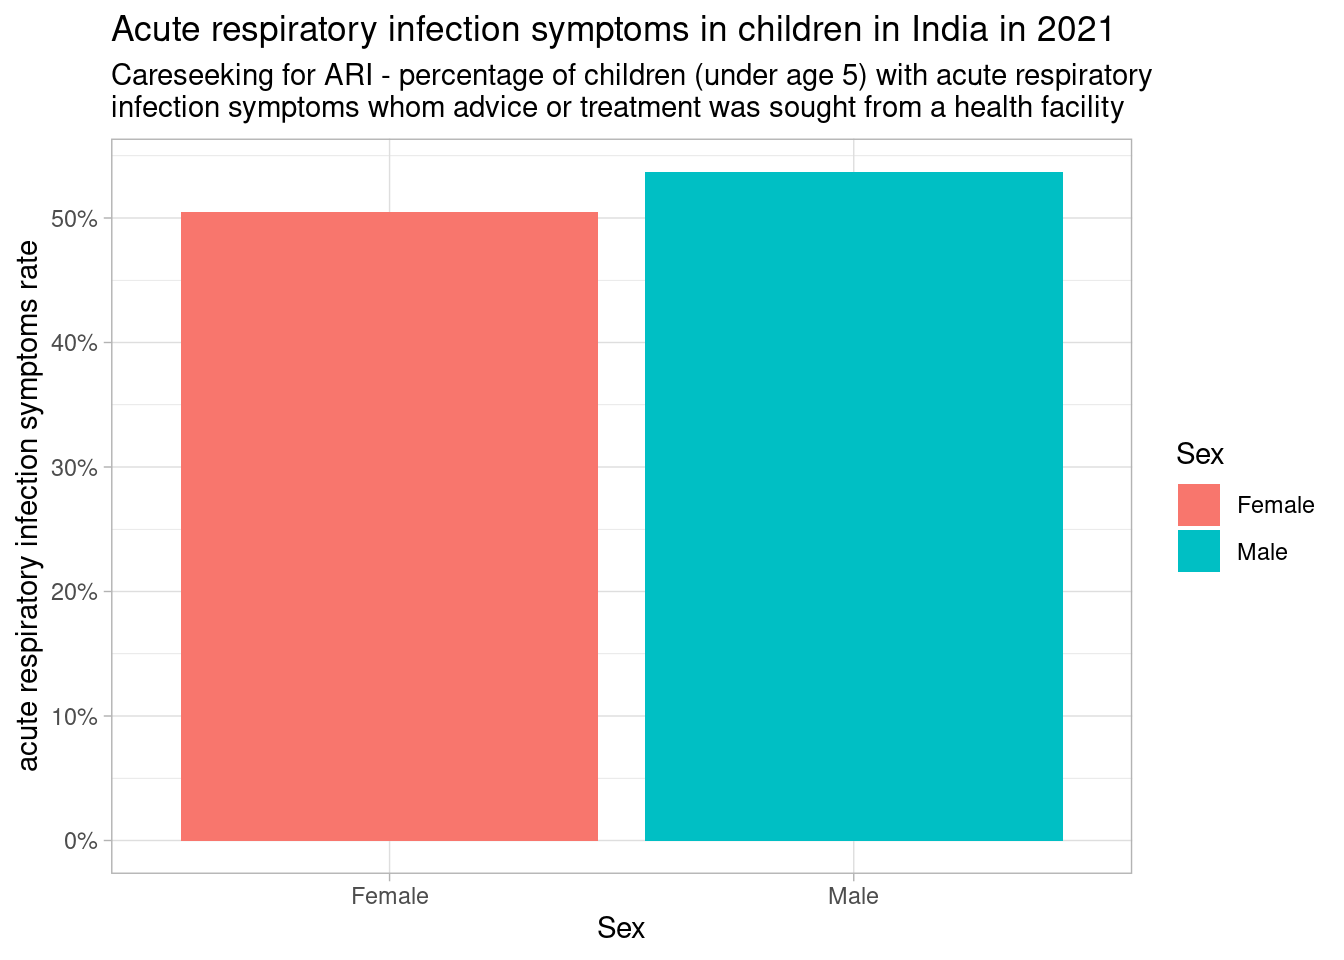 Acute respiratory infection symptoms in children in India in 2021
Careseeking for ARI - percentage of children (under age 5) with acute respiratory
infection symptoms whom advice or treatment was sought from a health facility
acute respiratory infection symptoms rate
50%
40%
30%
20%
10%
0%
Female
Male
Sex
Sex
Female
Male